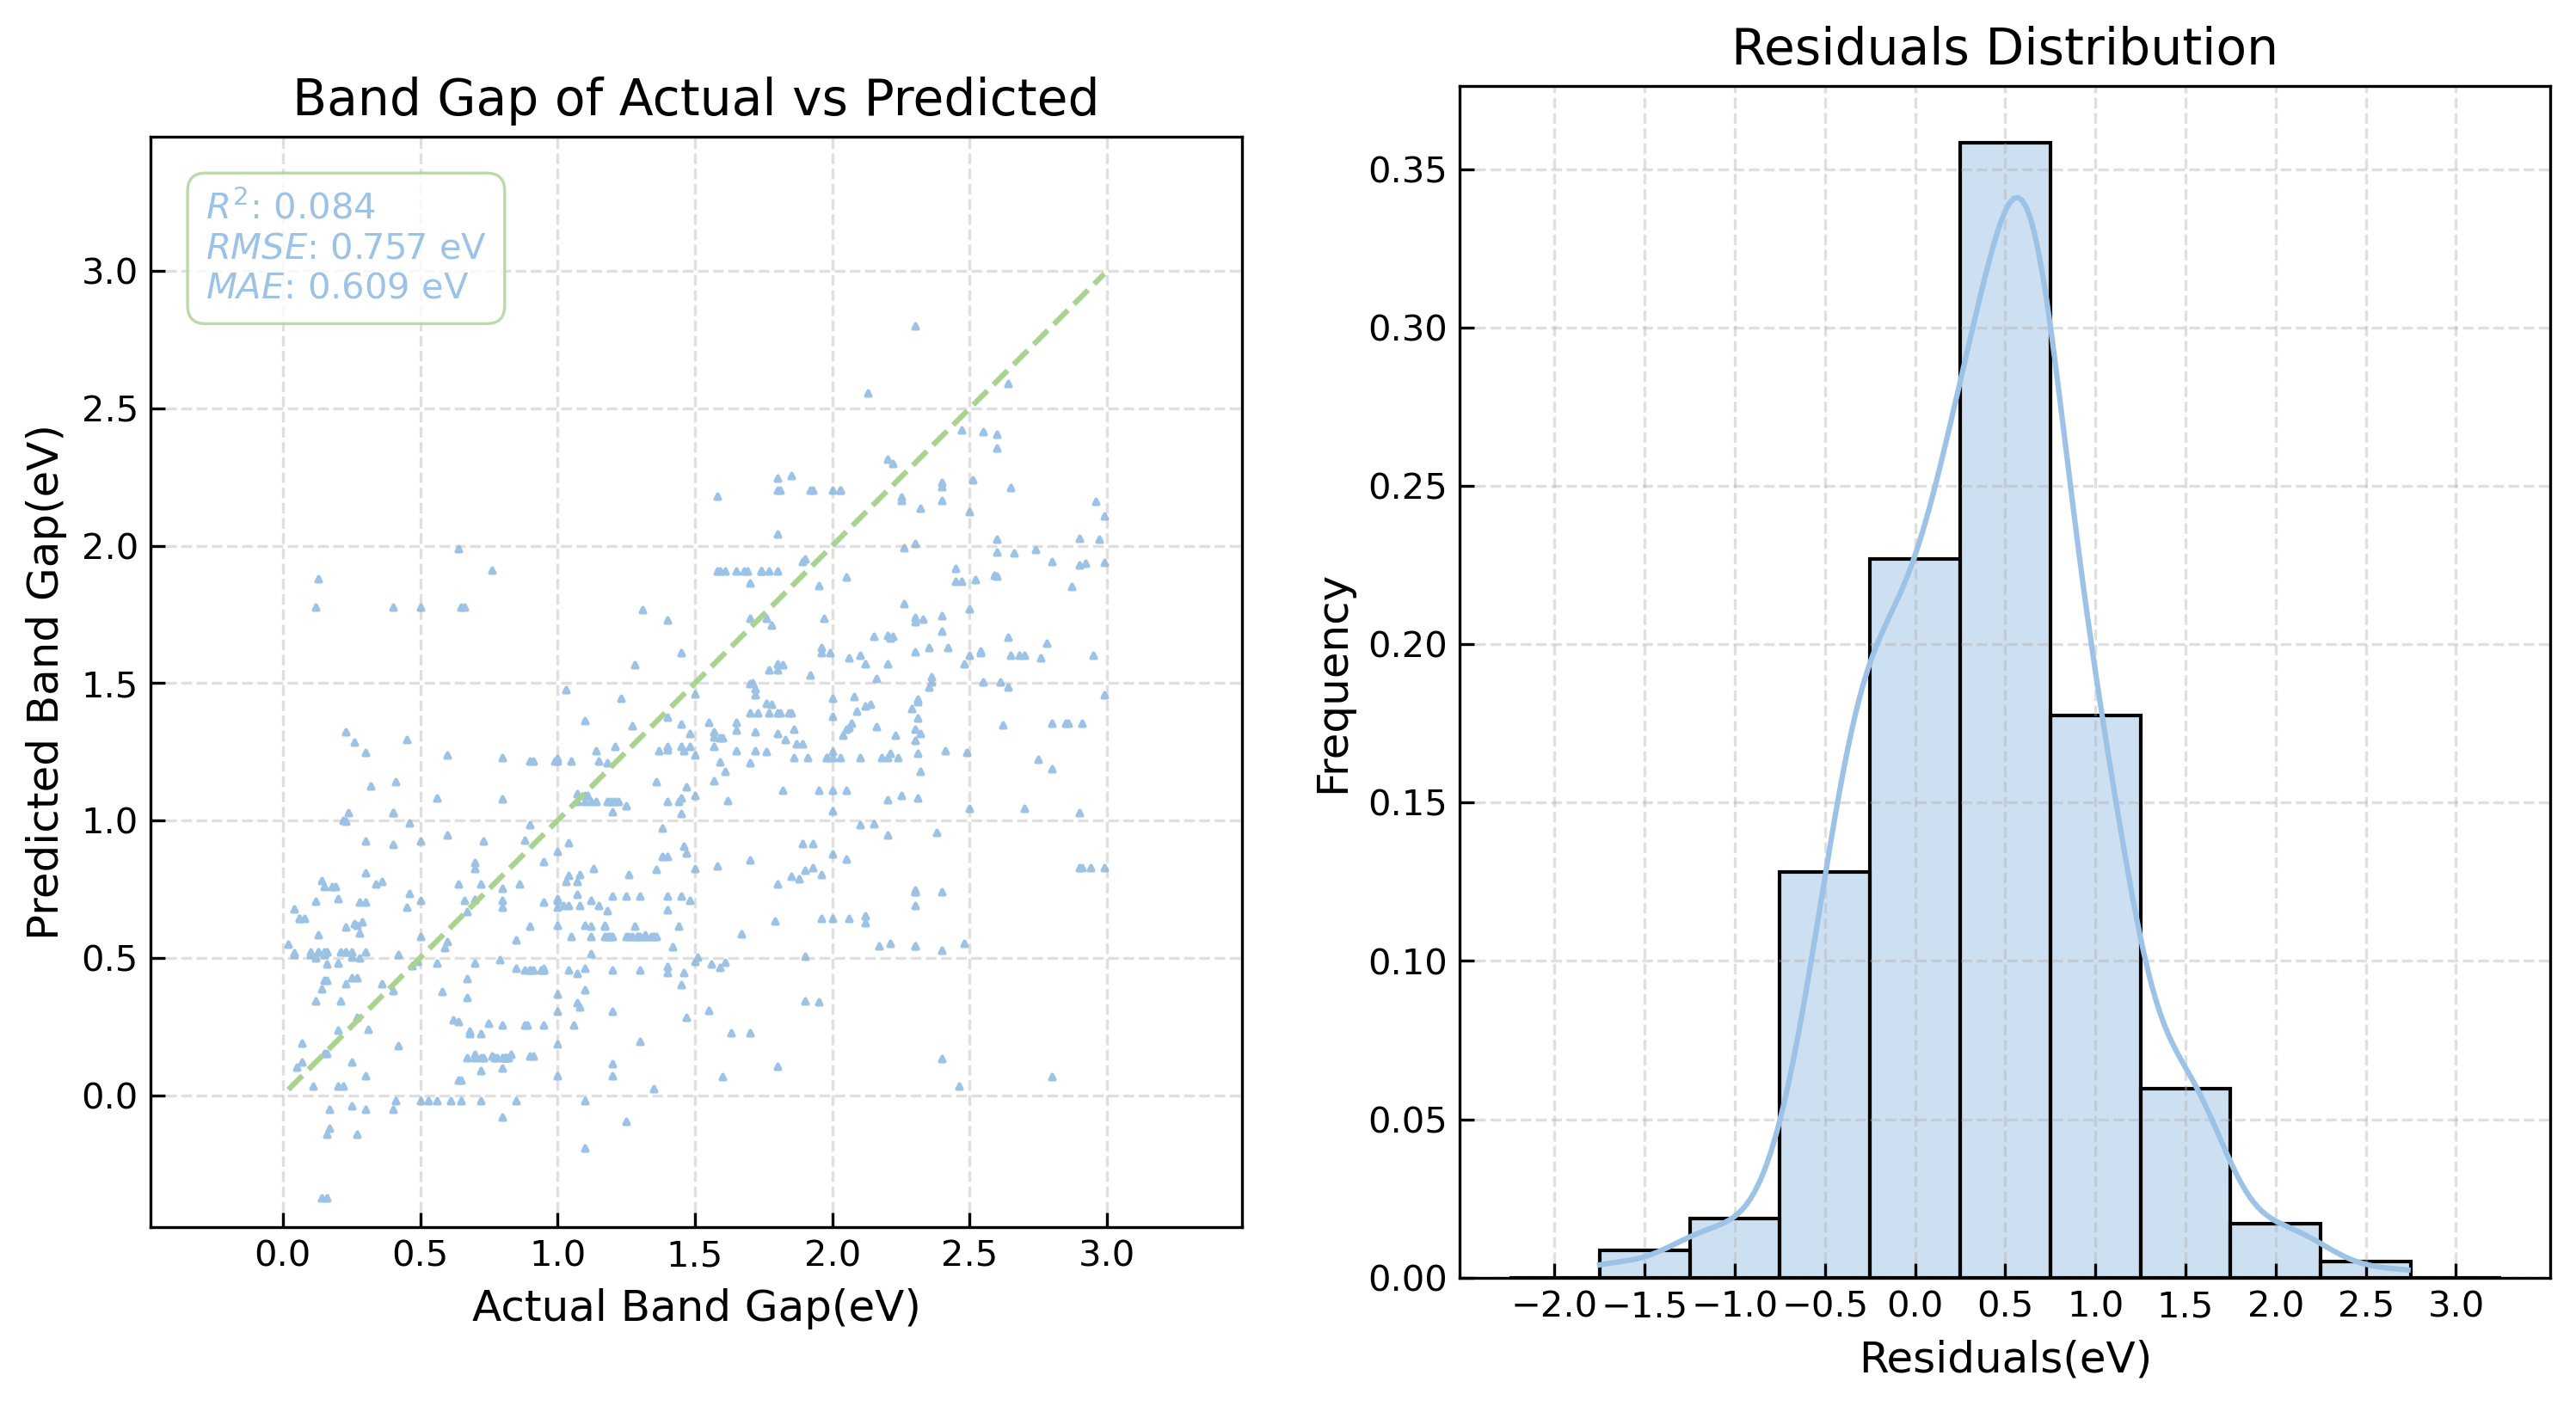 Band Gap of Actual vs Predicted
R²: 0.084
RMSE: 0.757 eV
MAE: 0.609 eV
Predicted Band Gap(eV)
3.0
2.5
2.0
1.5
1.0
0.5
0.0
0.0 0.5 1.0 1.5 2.0 2.5 3.0
Actual Band Gap(eV)
Residuals Distribution
Frequency
0.35
0.30
0.25
0.20
0.15
0.10
0.05
0.00
−2.0 −1.5 −1.0 −0.5 0.0 0.5 1.0 1.5 2.0 2.5 3.0
Residuals(eV)